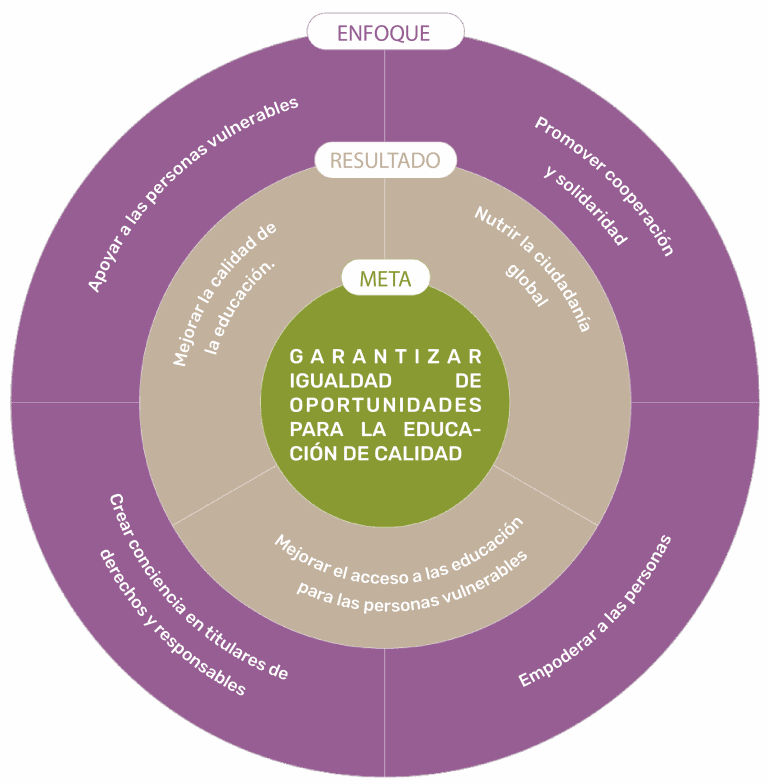 ENFOQUE
Apoyar a las personas vulnerables
Promover cooperación
y solidaridad
RESULTADO
Mejorar la calidad de
la educación.
Nutrir la ciudadanía
global
META
GARANTIZAR
IGUALDAD DE
OPORTUNIDADES
PARA LA EDUCA-
CIÓN DE CALIDAD
Mejorar el acceso a las educación
para las personas vulnerables
Crear conciencia en titulares de
derechos y responsables
Empoderar a las personas